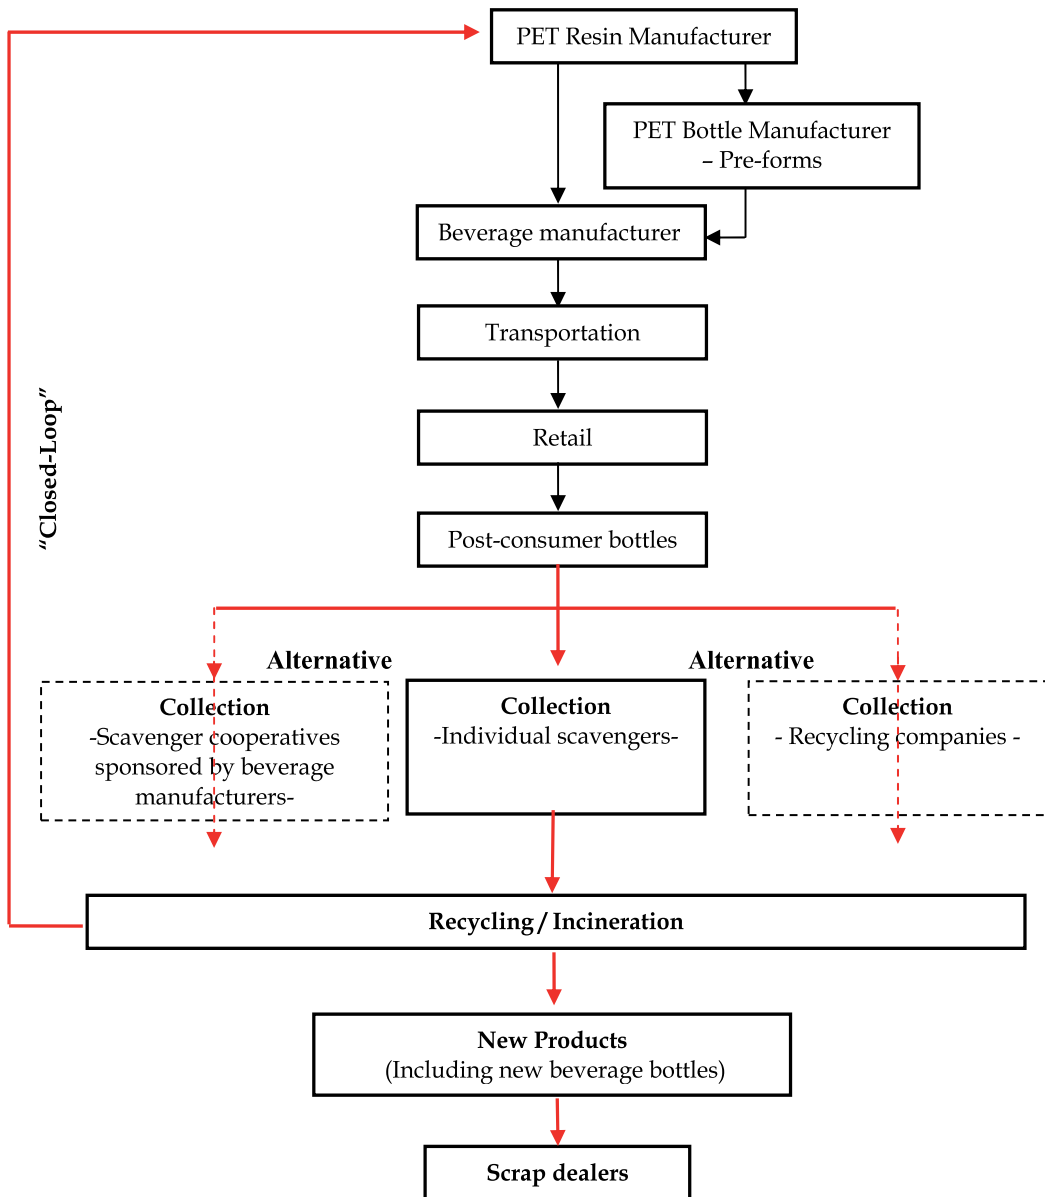 PET Resin Manufacturer
PET Bottle Manufacturer
– Pre-forms
Beverage manufacturer
Transportation
"Closed-Loop"
Retail
Post-consumer bottles
Alternative
Alternative
Collection
-Scavenger cooperatives
sponsored by beverage
manufacturers-
Collection
-Individual scavengers-
Collection
- Recycling companies -
Recycling / Incineration
New Products
(Including new beverage bottles)
Scrap dealers